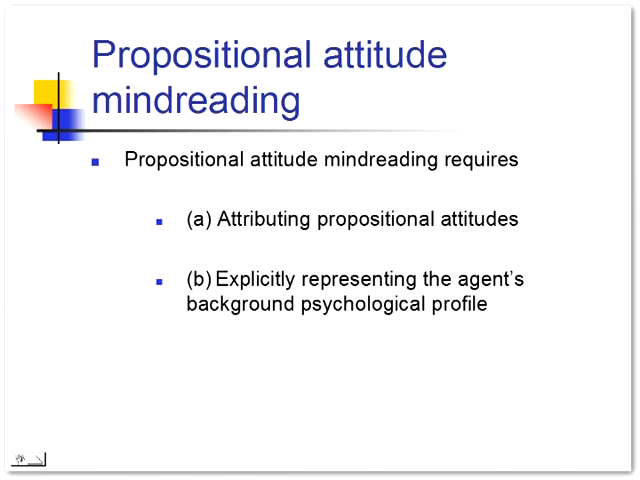 Propositional attitude
mindreading
Propositional attitude mindreading requires
(a) Attributing propositional attitudes
(b) Explicitly representing the agent's
background psychological profile